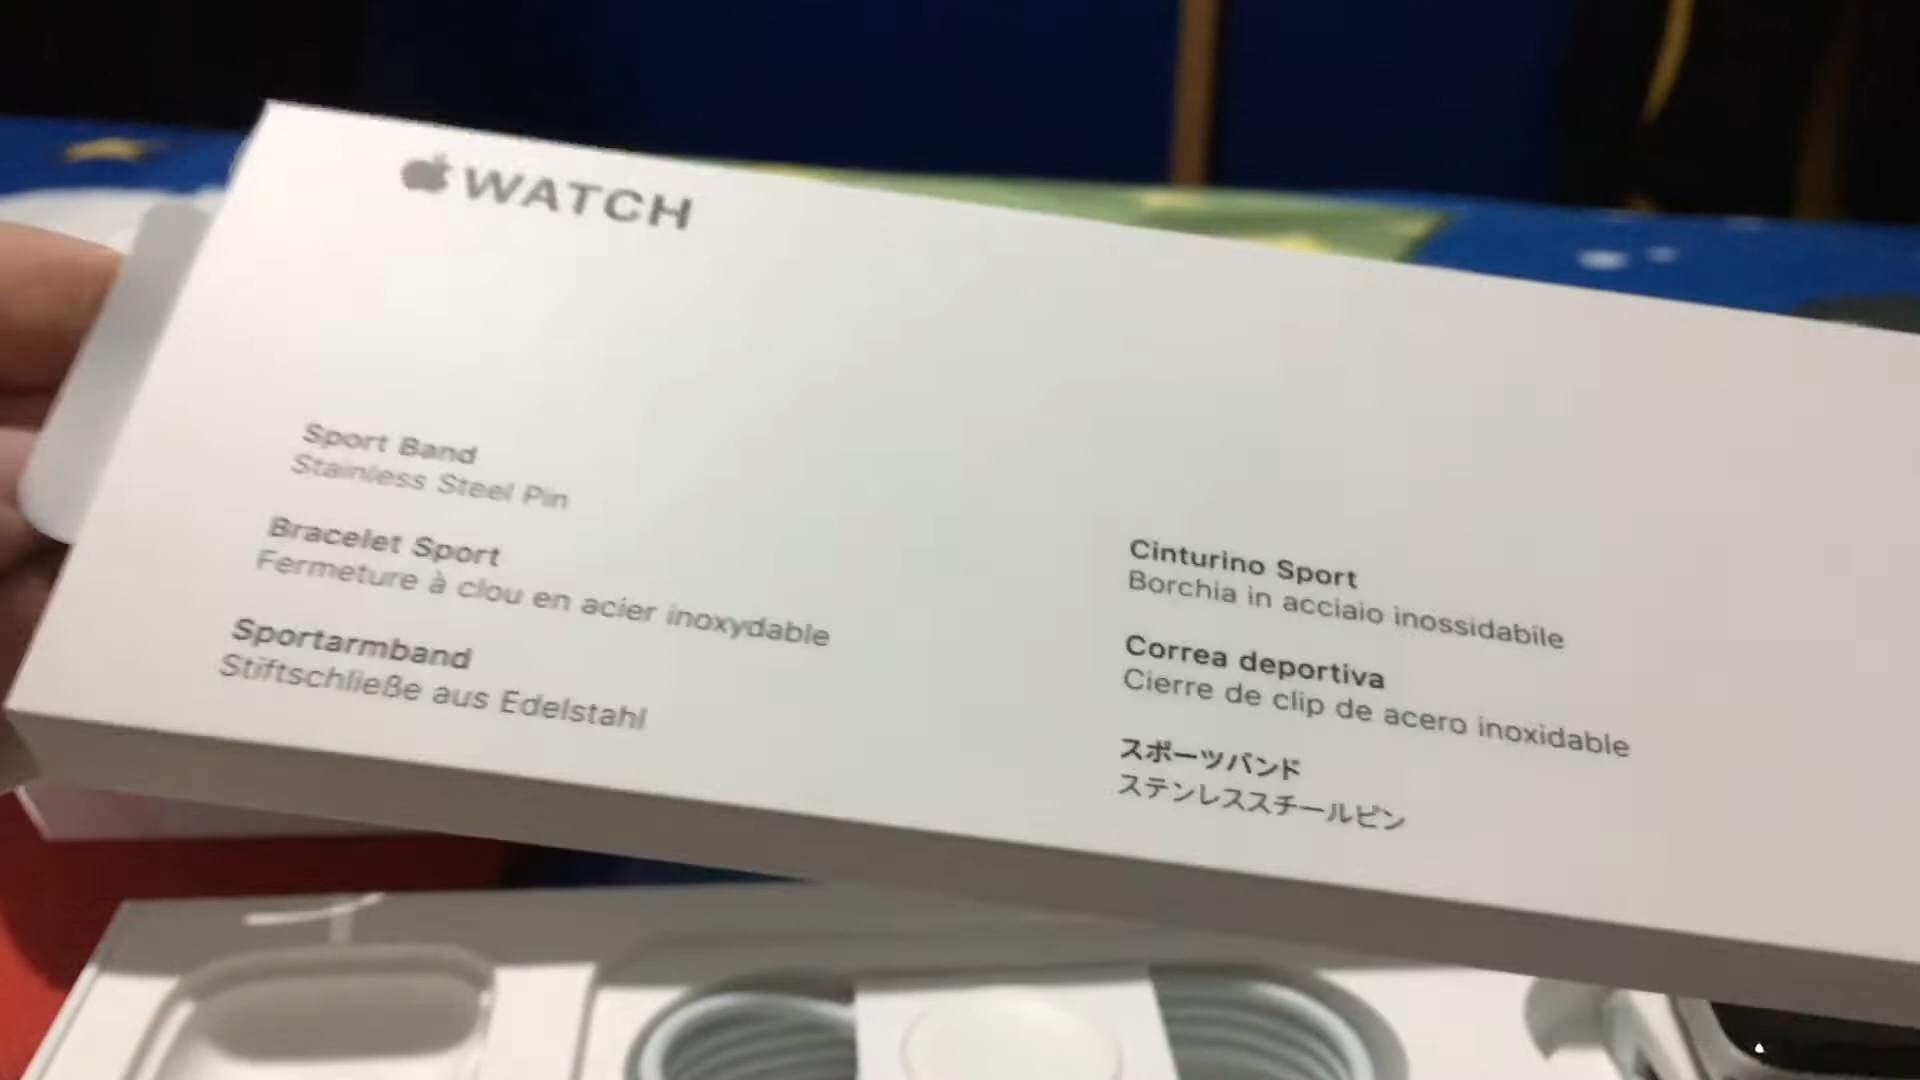 WATCH
Sport Band
Stainless Steel Pin
Bracelet Sport
Fermeture à clou en acier inoxydable
Sportarmband
Stiftschließe aus Edelstahl
Cinturino Sport
Borchia in acciaio inossidabile
Correa deportiva
Cierre de clip de acero inoxidable
スポーツバンド
ステンレススチールピン